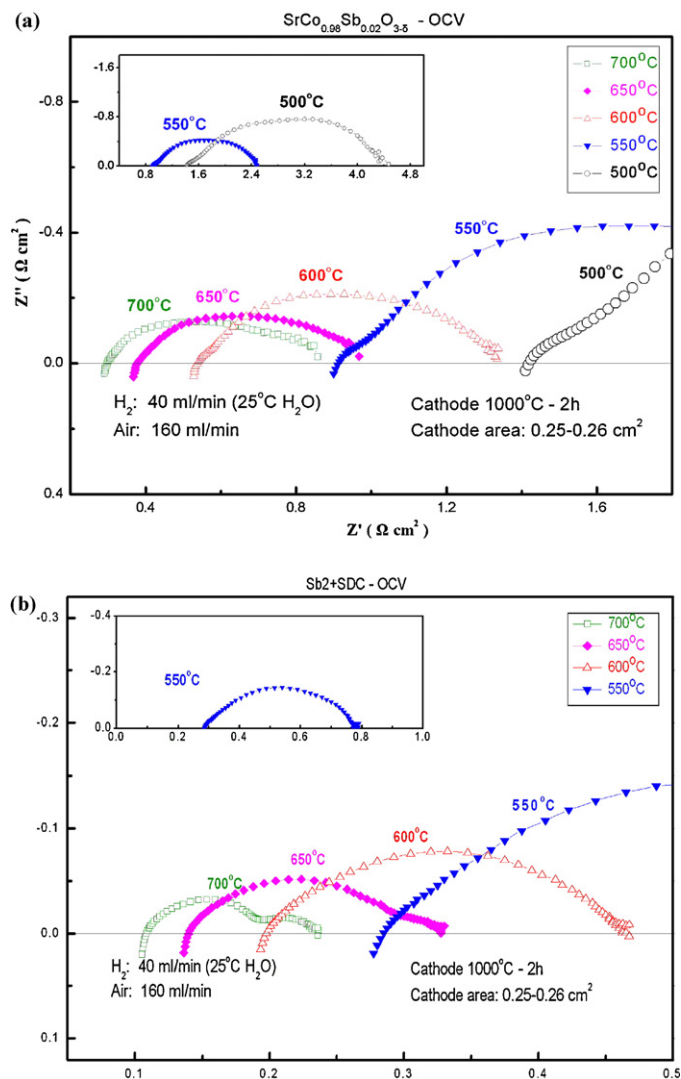 (a)
SrCo0.98Sb0.02O3-δ - OCV
-0.8
-0.4
0.0
0.4
Z'' ( Ω cm²)
-1.6
-0.8
0.0
0.8 1.6 2.4 3.2 4.0 4.8
550°C
500°C
700°C
650°C
600°C
550°C
500°C
700°C
650°C
600°C
550°C
500°C
H2: 40 ml/min (25°C H2O)
Air: 160 ml/min
Cathode 1000°C - 2h
Cathode area: 0.25-0.26 cm²
0.4 0.8 1.2 1.6
Z' ( Ω cm²)
(b)
Sb2+SDC - OCV
-0.3
-0.2
-0.1
0.0
0.1
-0.4
-0.2
0.0
0.0 0.2 0.4 0.6 0.8 1.0
550°C
700°C
650°C
600°C
550°C
700°C
650°C
600°C
550°C
H2: 40 ml/min (25°C H2O)
Air: 160 ml/min
Cathode 1000°C - 2h
Cathode area: 0.25-0.26 cm²
0.1 0.2 0.3 0.4 0.5